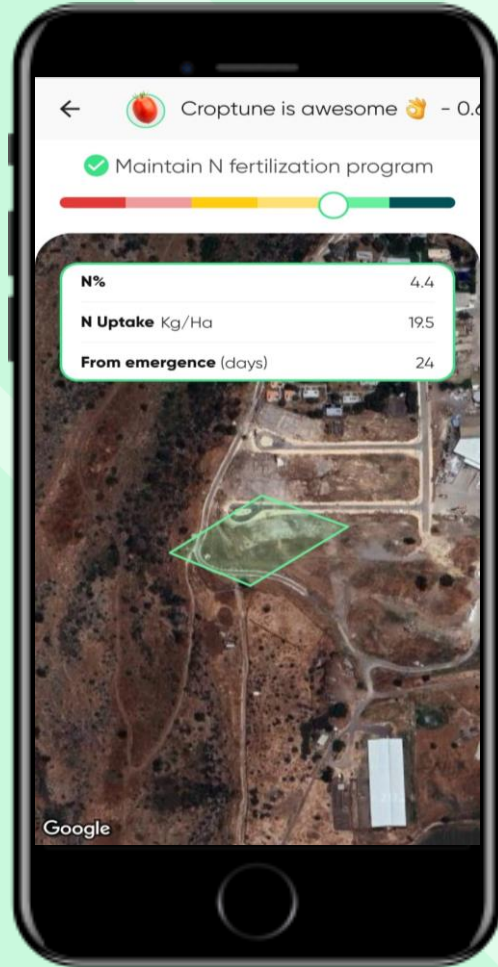 Croptune is awesome 👌 - 0.6
Maintain N fertilization program
N% 4.4
N Uptake Kg/Ha 19.5
From emergence (days) 24
Google